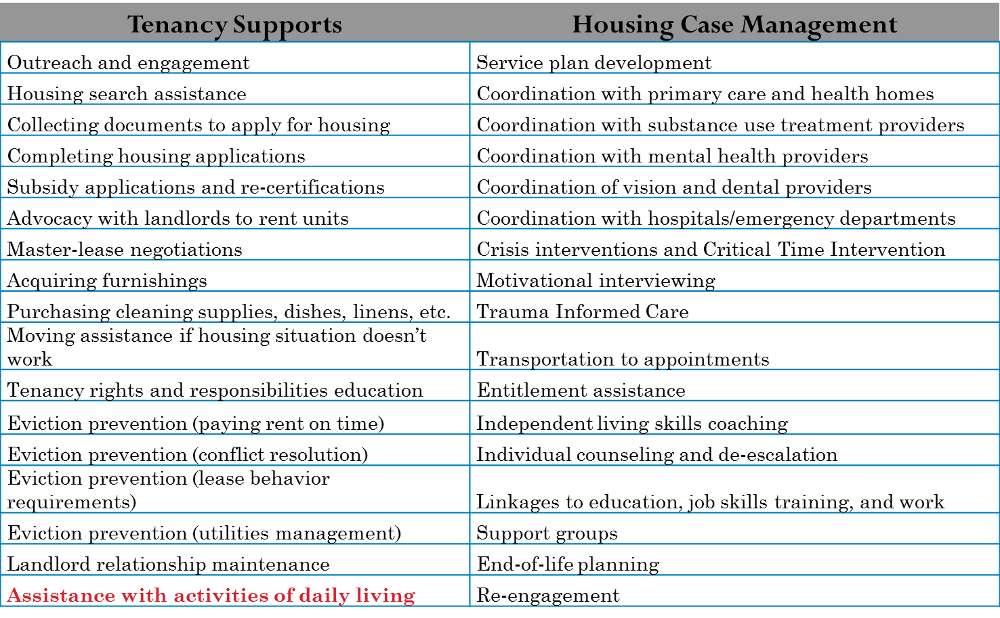 Tenancy Supports Housing Case Management
Outreach and engagement Service plan development
Housing search assistance Coordination with primary care and health homes
Collecting documents to apply for housing Coordination with substance use treatment providers
Completing housing applications Coordination with mental health providers
Subsidy applications and re-certifications Coordination of vision and dental providers
Advocacy with landlords to rent units Coordination with hospitals/emergency departments
Master-lease negotiations Crisis interventions and Critical Time Intervention
Acquiring furnishings Motivational interviewing
Purchasing cleaning supplies, dishes, linens, etc. Trauma Informed Care
Moving assistance if housing situation doesn’t
work Transportation to appointments
Tenancy rights and responsibilities education Entitlement assistance
Eviction prevention (paying rent on time) Independent living skills coaching
Eviction prevention (conflict resolution) Individual counseling and de-escalation
Eviction prevention (lease behavior
requirements) Linkages to education, job skills training, and work
Eviction prevention (utilities management) Support groups
Landlord relationship maintenance End-of-life planning
Assistance with activities of daily living Re-engagement